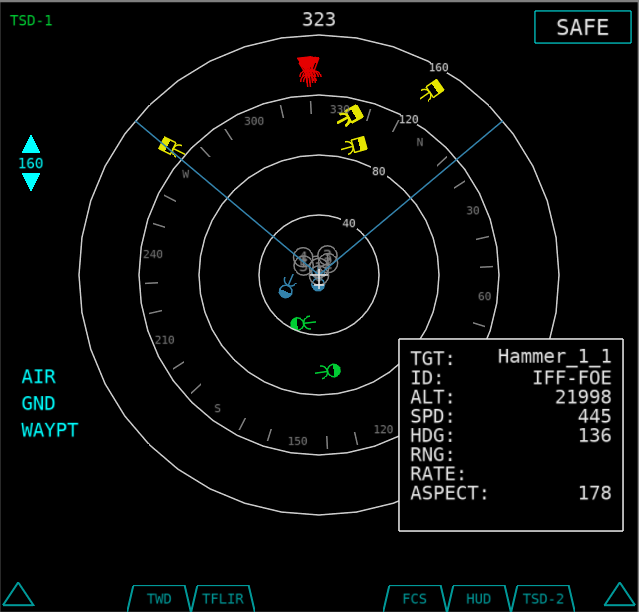 TSD-1
323
SAFE
160
330
120
300
N
160
80
W
40
30
240
60
210
TGT: Hammer_1_1
ID: IFF-FOE
AIR
ALT: 21998
GND
SPD: 445
WAYPT
HDG: 136
S
120
150
RNG:
RATE:
ASPECT: 178
TWD
TFLIR
FCS
HUD
TSD-2